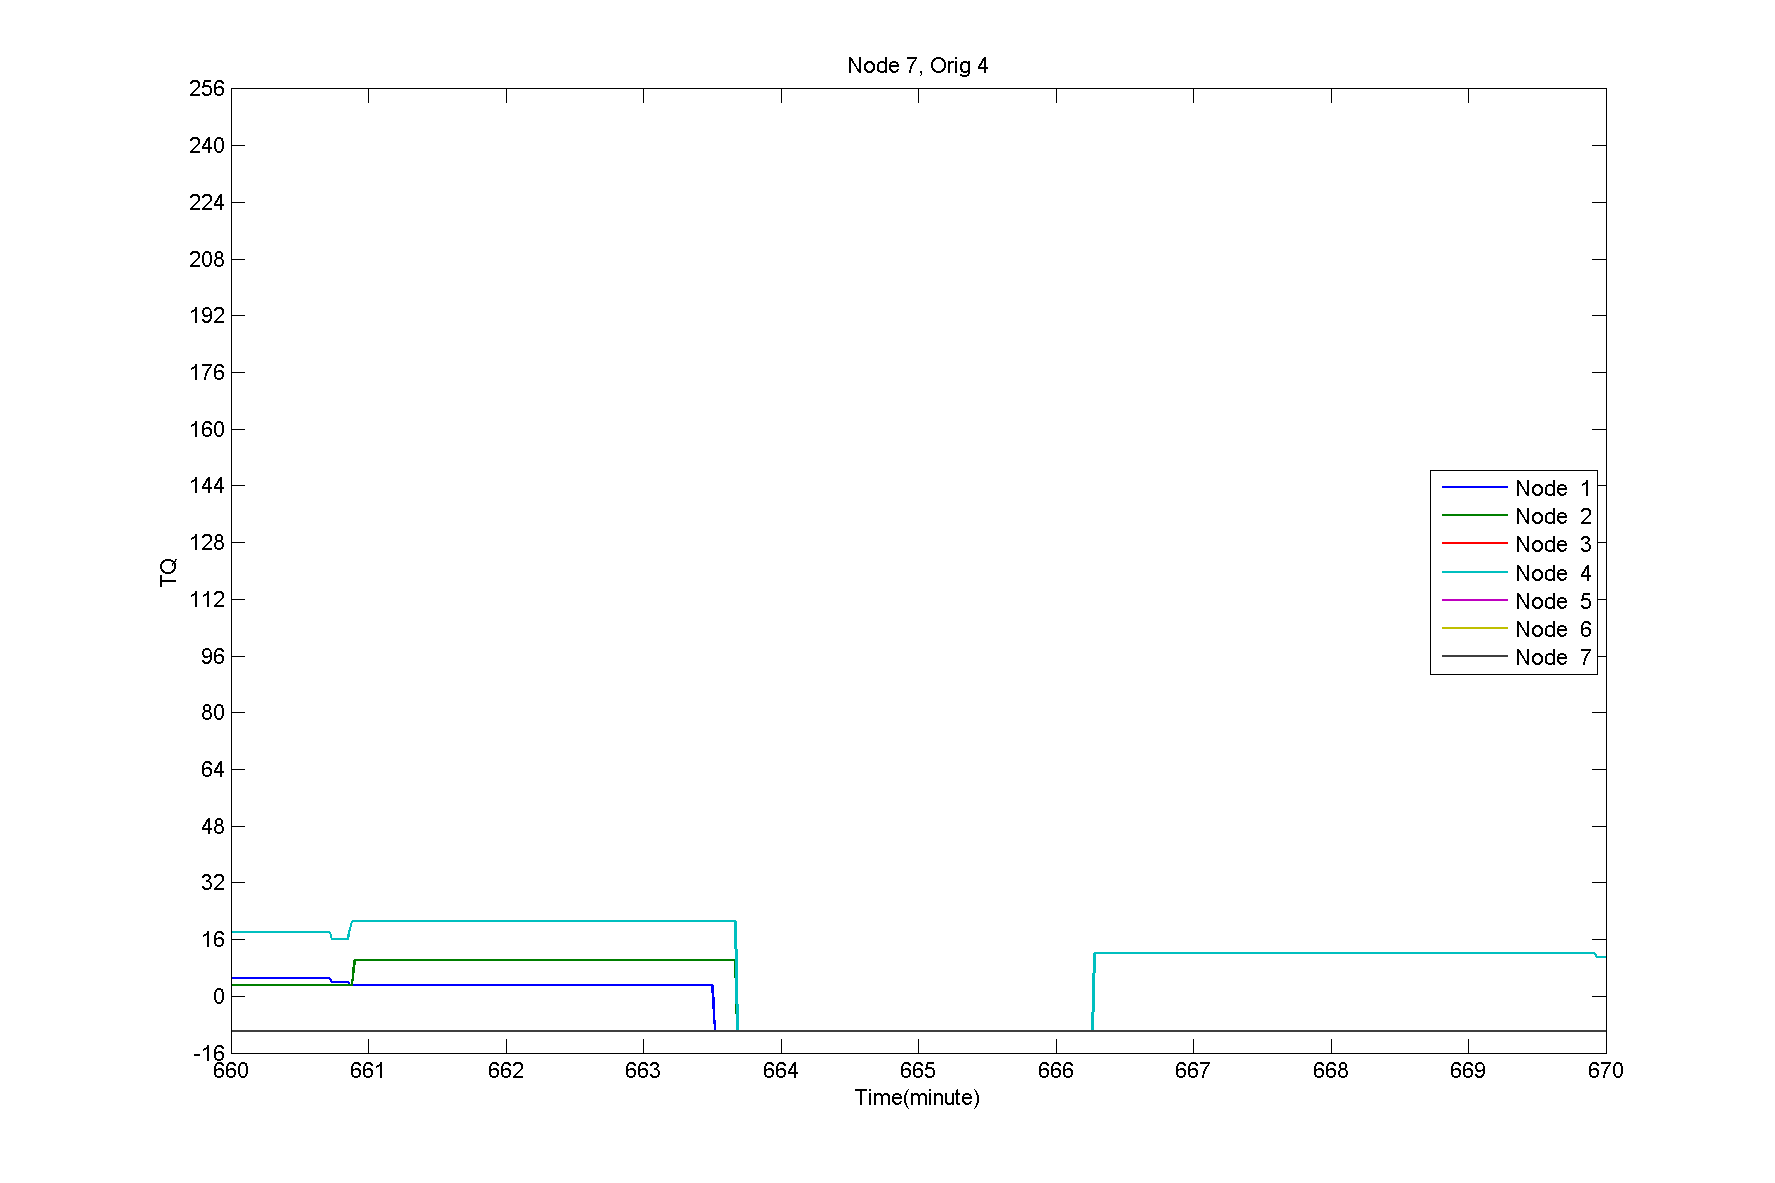 Node 7, Orig 4
256
240
224
208
192
176
160
144
128
112
96
80
64
48
32
16
0
-16
TQ
Node 1
Node 2
Node 3
Node 4
Node 5
Node 6
Node 7
660 661 662 663 664 665 666 667 668 669 670
Time(minute)